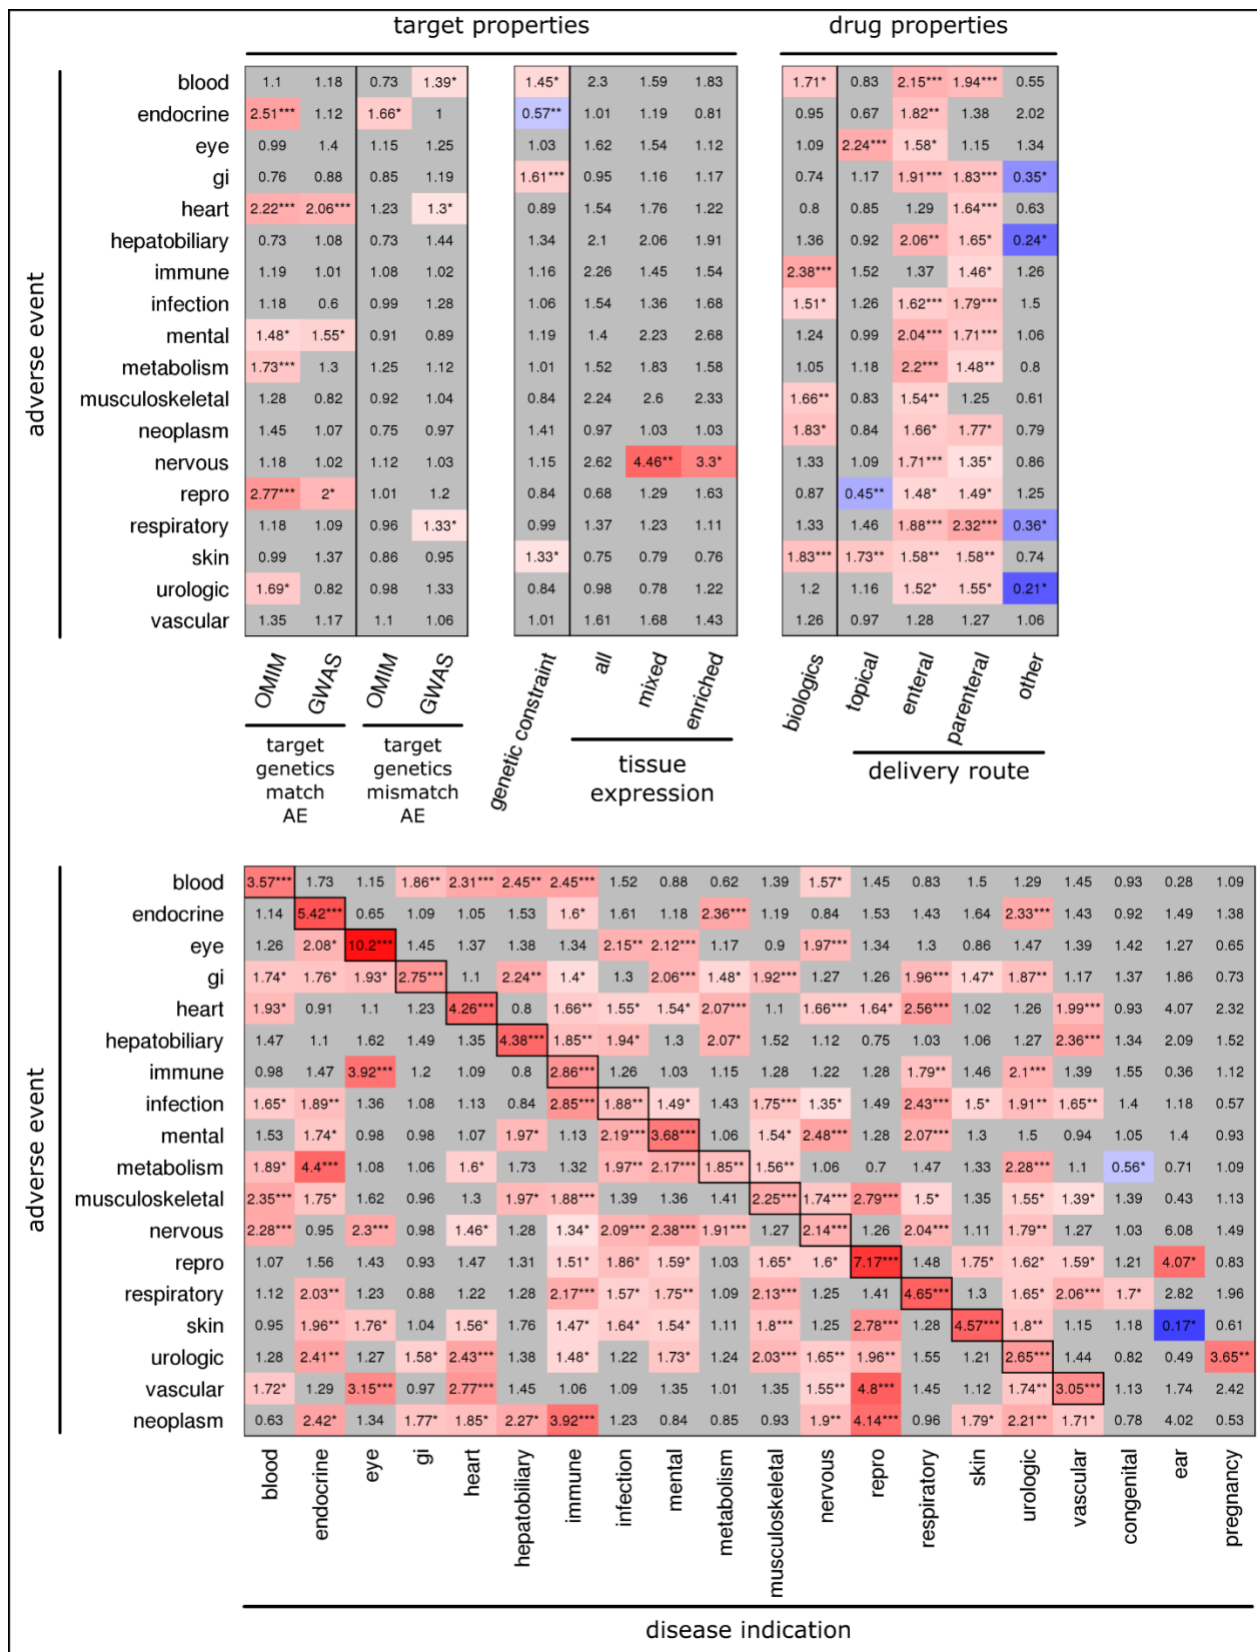 target properties drug properties
adverse event
blood 1.1 1.18 0.73 1.39* 1.45* 2.3 1.59 1.83 1.71* 0.83 2.15*** 1.94*** 0.55
endocrine 2.51*** 1.12 1.66* 1 0.57** 1.01 1.19 0.81 0.95 0.67 1.82** 1.38 2.02
eye 0.99 1.4 1.15 1.25 1.03 1.62 1.54 1.12 1.09 2.24*** 1.58* 1.15 1.34
gi 0.76 0.88 0.85 1.19 1.61*** 0.95 1.16 1.17 0.74 1.17 1.91*** 1.83*** 0.35*
heart 2.22*** 2.06*** 1.23 1.3* 0.89 1.54 1.76 1.22 0.8 0.85 1.29 1.64*** 0.63
hepatobiliary 0.73 1.08 0.73 1.44 1.34 2.1 2.06 1.91 1.36 0.92 2.06** 1.65* 0.24*
immune 1.19 1.01 1.08 1.02 1.16 2.26 1.45 1.54 2.38*** 1.52 1.37 1.46* 1.26
infection 1.18 0.6 0.99 1.28 1.06 1.54 1.36 1.68 1.51* 1.26 1.62*** 1.79*** 1.5
mental 1.48* 1.55* 0.91 0.89 1.19 1.4 2.23 2.68 1.24 0.99 2.04*** 1.71*** 1.06
metabolism 1.73*** 1.3 1.25 1.12 1.01 1.52 1.83 1.58 1.05 1.18 2.2*** 1.48** 0.8
musculoskeletal 1.28 0.82 0.92 1.04 0.84 2.24 2.6 2.33 1.66** 0.83 1.54** 1.25 0.61
neoplasm 1.45 1.07 0.75 0.97 1.41 0.97 1.03 1.03 1.83* 0.84 1.66* 1.77* 0.79
nervous 1.18 1.02 1.12 1.03 1.15 2.62 4.46** 3.3* 1.33 1.09 1.71*** 1.35* 0.86
repro 2.77*** 2* 1.01 1.2 0.84 0.68 1.29 1.63 0.87 0.45** 1.48* 1.49* 1.25
respiratory 1.18 1.09 0.96 1.33* 0.99 1.37 1.23 1.11 1.33 1.46 1.88*** 2.32*** 0.36*
skin 0.99 1.37 0.86 0.95 1.33* 0.75 0.79 0.76 1.83*** 1.73** 1.58** 1.58** 0.74
urologic 1.69* 0.82 0.98 1.33 0.84 0.98 0.78 1.22 1.2 1.16 1.52* 1.55* 0.21*
vascular 1.35 1.17 1.1 1.06 1.01 1.61 1.68 1.43 1.26 0.97 1.28 1.27 1.06
OMIM GWAS OMIM GWAS genetic constraint all mixed enriched biologics topical enteral parenteral other
target target
genetics genetics
match mismatch
AE AE
tissue
expression
delivery route
adverse event
blood 3.57*** 1.73 1.15 1.86** 2.31*** 2.45** 2.45*** 1.52 0.88 0.62 1.39 1.57* 1.45 0.83 1.5 1.29 1.45 0.93 0.28 1.09
endocrine 1.14 5.42*** 0.65 1.09 1.05 1.53 1.6* 1.61 1.18 2.36*** 1.19 0.84 1.53 1.43 1.64 2.33*** 1.43 0.92 1.49 1.38
eye 1.26 2.08* 10.2*** 1.45 1.37 1.38 1.34 2.15** 2.12*** 1.17 0.9 1.97*** 1.34 1.3 0.86 1.47 1.39 1.42 1.27 0.65
gi 1.74* 1.76* 1.93* 2.75*** 1.1 2.24** 1.4* 1.3 2.06*** 1.48* 1.92*** 1.27 1.26 1.96*** 1.47* 1.87** 1.17 1.37 1.86 0.73
heart 1.93* 0.91 1.1 1.23 4.26*** 0.8 1.66** 1.55* 1.54* 2.07*** 1.1 1.66*** 1.64* 2.56*** 1.02 1.26 1.99*** 0.93 4.07 2.32
hepatobiliary 1.47 1.1 1.62 1.49 1.35 4.38*** 1.85** 1.94* 1.3 2.07* 1.52 1.12 0.75 1.03 1.06 1.27 2.36*** 1.34 2.09 1.52
immune 0.98 1.47 3.92*** 1.2 1.09 0.8 2.86*** 1.26 1.03 1.15 1.28 1.22 1.28 1.79** 1.46 2.1*** 1.39 1.55 0.36 1.12
infection 1.65* 1.89** 1.36 1.08 1.13 0.84 2.85*** 1.88** 1.49* 1.43 1.75*** 1.35* 1.49 2.43*** 1.5* 1.91** 1.65** 1.4 1.18 0.57
mental 1.53 1.74* 0.98 0.98 1.07 1.97* 1.13 2.19*** 3.68*** 1.06 1.54* 2.48*** 1.28 2.07*** 1.3 1.5 0.94 1.05 1.4 0.93
metabolism 1.89* 4.4*** 1.08 1.06 1.6* 1.73 1.32 1.97** 2.17*** 1.85** 1.56** 1.06 0.7 1.47 1.33 2.28*** 1.1 0.56* 0.71 1.09
musculoskeletal 2.35*** 1.75* 1.62 0.96 1.3 1.97* 1.88*** 1.39 1.36 1.41 2.25*** 1.74*** 2.79*** 1.5* 1.35 1.55* 1.39* 1.39 0.43 1.13
nervous 2.28*** 0.95 2.3*** 0.98 1.46* 1.28 1.34* 2.09*** 2.38*** 1.91*** 1.27 2.14*** 1.26 2.04*** 1.11 1.79** 1.27 1.03 6.08 1.49
repro 1.07 1.56 1.43 0.93 1.47 1.31 1.51* 1.86* 1.59* 1.03 1.65* 1.6* 7.17*** 1.48 1.75* 1.62* 1.59* 1.21 4.07* 0.83
respiratory 1.12 2.03** 1.23 0.88 1.22 1.28 2.17*** 1.57* 1.75** 1.09 2.13*** 1.25 1.41 4.65*** 1.3 1.65* 2.06*** 1.7* 2.82 1.96
skin 0.95 1.96** 1.76* 1.04 1.56* 1.76 1.47* 1.64* 1.54* 1.11 1.8*** 1.25 2.78*** 1.28 4.57*** 1.8** 1.15 1.18 0.17* 0.61
urologic 1.28 2.41** 1.27 1.58* 2.43*** 1.38 1.48* 1.22 1.73* 1.24 2.03*** 1.65** 1.96** 1.55 1.21 2.65*** 1.44 0.82 0.49 3.65**
vascular 1.72* 1.29 3.15*** 0.97 2.77*** 1.45 1.06 1.09 1.35 1.01 1.35 1.55** 4.8*** 1.45 1.12 1.74** 3.05*** 1.13 1.74 2.42
neoplasm 0.63 2.42* 1.34 1.77* 1.85* 2.27* 3.92*** 1.23 0.84 0.85 0.93 1.9** 4.14*** 0.96 1.79* 2.21** 1.71* 0.78 4.02 0.53
blood endocrine eye gi heart hepatobiliary immune infection mental metabolism musculoskeletal nervous repro respiratory skin urologic vascular congenital ear pregnancy
disease indication